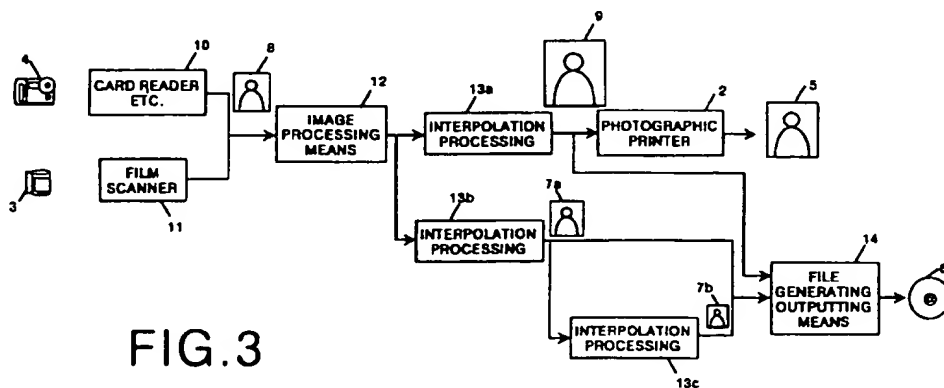 4
10
CARD READER
ETC.
8
12
IMAGE
PROCESSING
MEANS
13a
INTERPOLATION
PROCESSING
9
2
PHOTOGRAPHIC
PRINTER
5
3
FILM
SCANNER
11
13b
INTERPOLATION
PROCESSING
7a
7b
INTERPOLATION
PROCESSING
13c
14
FILE
GENERATING
OUTPUTTING
MEANS
6
FIG.3